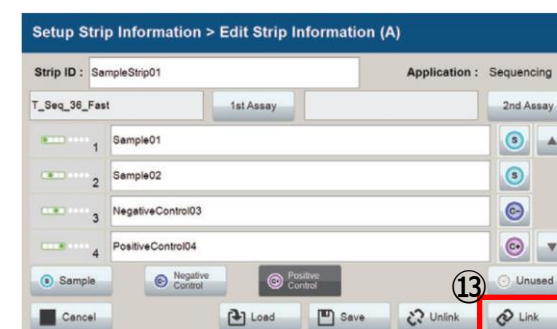 Setup Strip Information > Edit Strip Information (A)
Strip ID : SampleStrip01 Application : Sequencing
T_Seq_36_Fast 1st Assay 2nd Assay
1 Sample01 S
2 Sample02 S
3 NegativeControl03 C-
4 PositiveControl04 C+
S Sample C- Negative Control C+ Positive Control Unused
⑬
Cancel Load Save Unlink Link